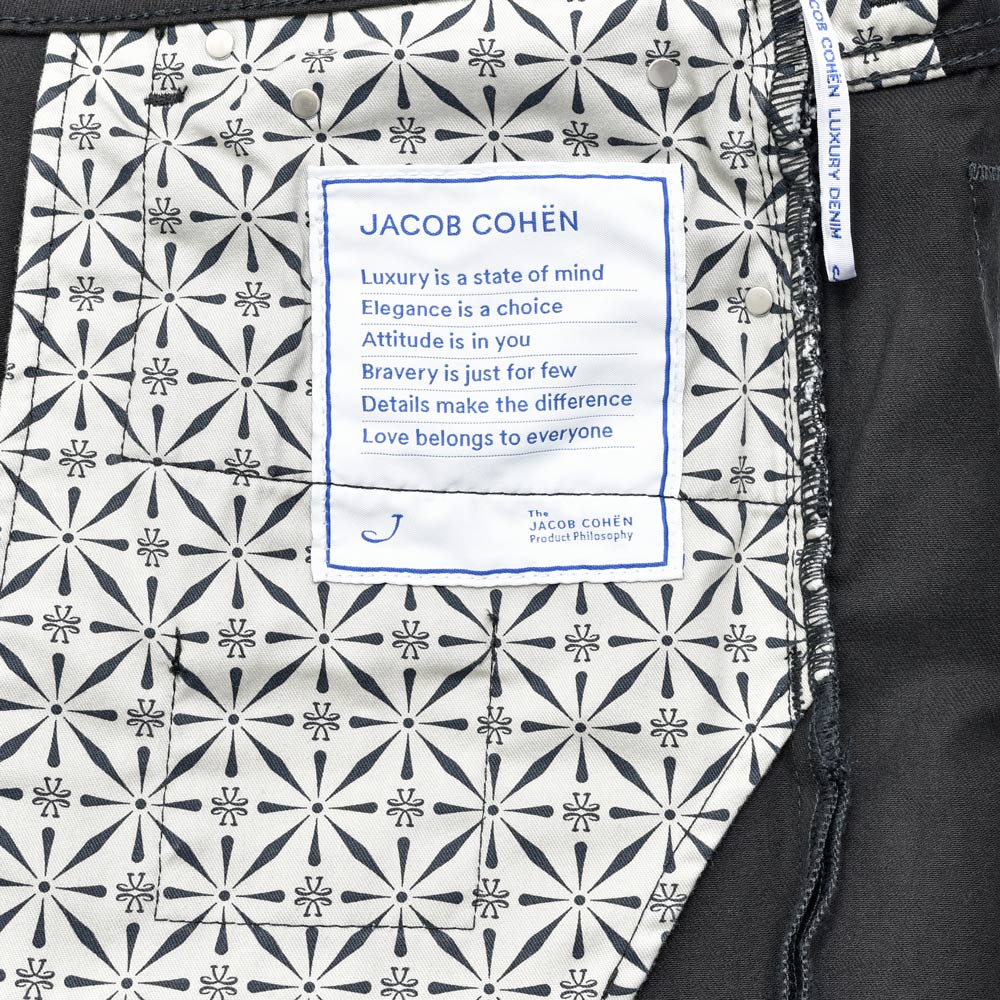 JACOB COHËN
Luxury is a state of mind
Elegance is a choice
Attitude is in you
Bravery is just for few
Details make the difference
Love belongs to everyone
J
The
JACOB COHËN
Product Philosophy
COB COHËN LUXURY DENIM